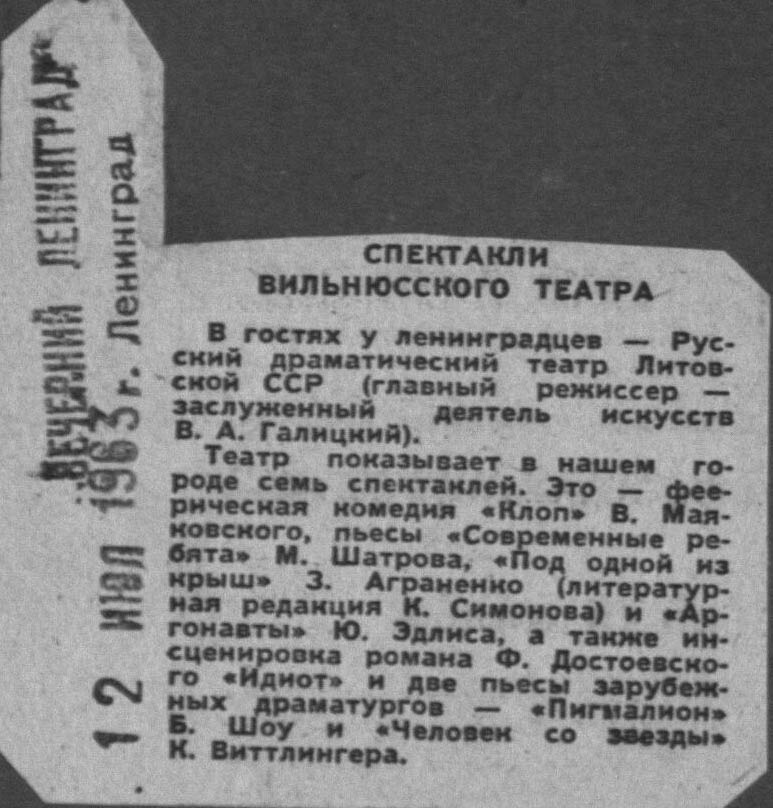 ВЕЧЕРНИЙ ЛЕНИНГРАД"
12 ИЮЛ 1963 г. Ленинград
СПЕКТАКЛИ
ВИЛЬНЮССКОГО ТЕАТРА
В гостях у ленинградцев — Рус-
ский драматический театр Литов-
ской ССР (главный режиссер —
заслуженный деятель искусств
В. А. Галицкий).
Театр показывает в нашем го-
роде семь спектаклей. Это — фее-
рическая комедия «Клоп» В. Мая-
ковского, пьесы «Современные ре-
бята» М. Шатрова, «Под одной из
крыш» З. Аграненко (литератур-
ная редакция К. Симонова) и «Ар-
гонавты» Ю. Эдлиса, а также ин-
сценировка романа Ф. Достоевско-
го «Идиот» и две пьесы зарубеж-
ных драматургов — «Пигмалион»
Б. Шоу и «Человек со звезды»
К. Виттлингера.